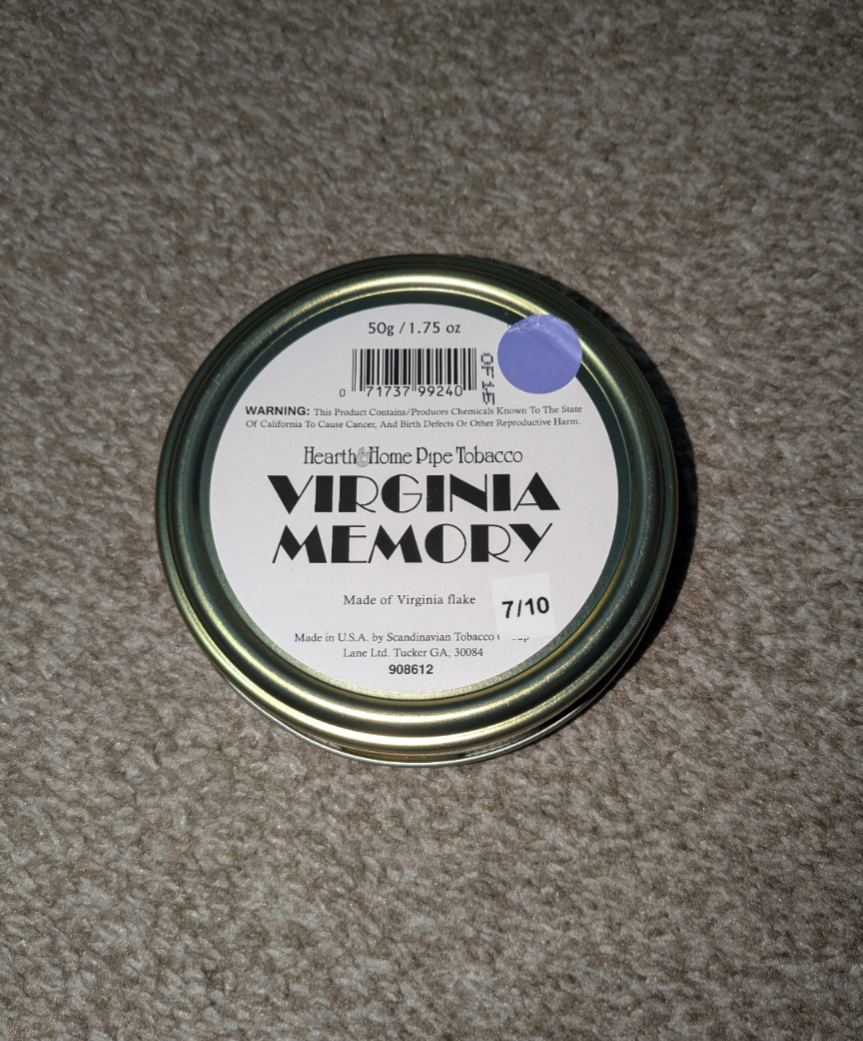 50g / 1.75 oz
0 71737 99240
WARNING: This Product Contains/Produces Chemicals Known To The State
Of California To Cause Cancer, And Birth Defects Or Other Reproductive Harm.
Hearth & Home Pipe Tobacco
VIRGINIA
MEMORY
Made of Virginia flake
7/10
Made in U.S.A. by Scandinavian Tobacco
Lane Ltd. Tucker GA, 30084
908612